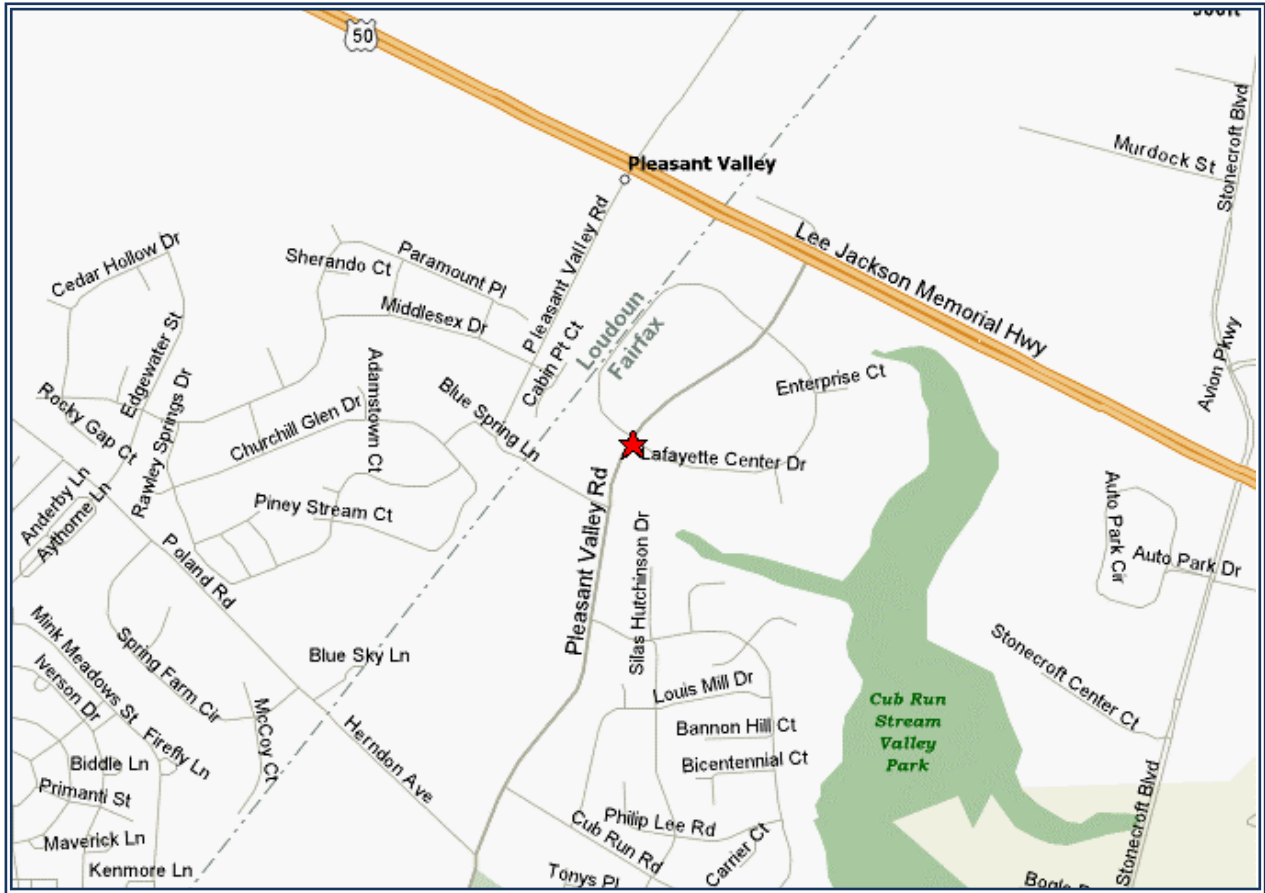 50
Pleasant Valley
Murdock St
Stonecroft Blvd
Lee Jackson Memorial Hwy
Pleasant Valley Rd
Cedar Hollow Dr
Sherando Ct
Paramount Pl
Middlesex Dr
Loudoun
Fairfax
Cabin Pt Ct
Edgewater St
Rawley Springs Dr
Adamstown Ct
Enterprise Ct
Avion Pkwy
Rocky Gap Ct
Churchill Glen Dr
Blue Spring Ln
Lafayette Center Dr
Anderby Ln
Aythorne Ln
Piney Stream Ct
Pleasant Valley Rd
Silas Hutchinson Dr
Auto Park Cir
Auto Park Dr
Poland Rd
Mink Meadows St
Spring Farm Cir
Blue Sky Ln
Stonecroft Center Ct
Iverson Dr
McCoy Ct
Louis Mill Dr
Cub Run
Stream
Valley
Park
Firefly Ln
Herndon Ave
Bannon Hill Ct
Biddle Ln
Bicentennial Ct
Primanti St
Philip Lee Rd
Cub Run Rd
Carrier Ct
Stonecroft Blvd
Maverick Ln
Kenmore Ln
Tonys Pl